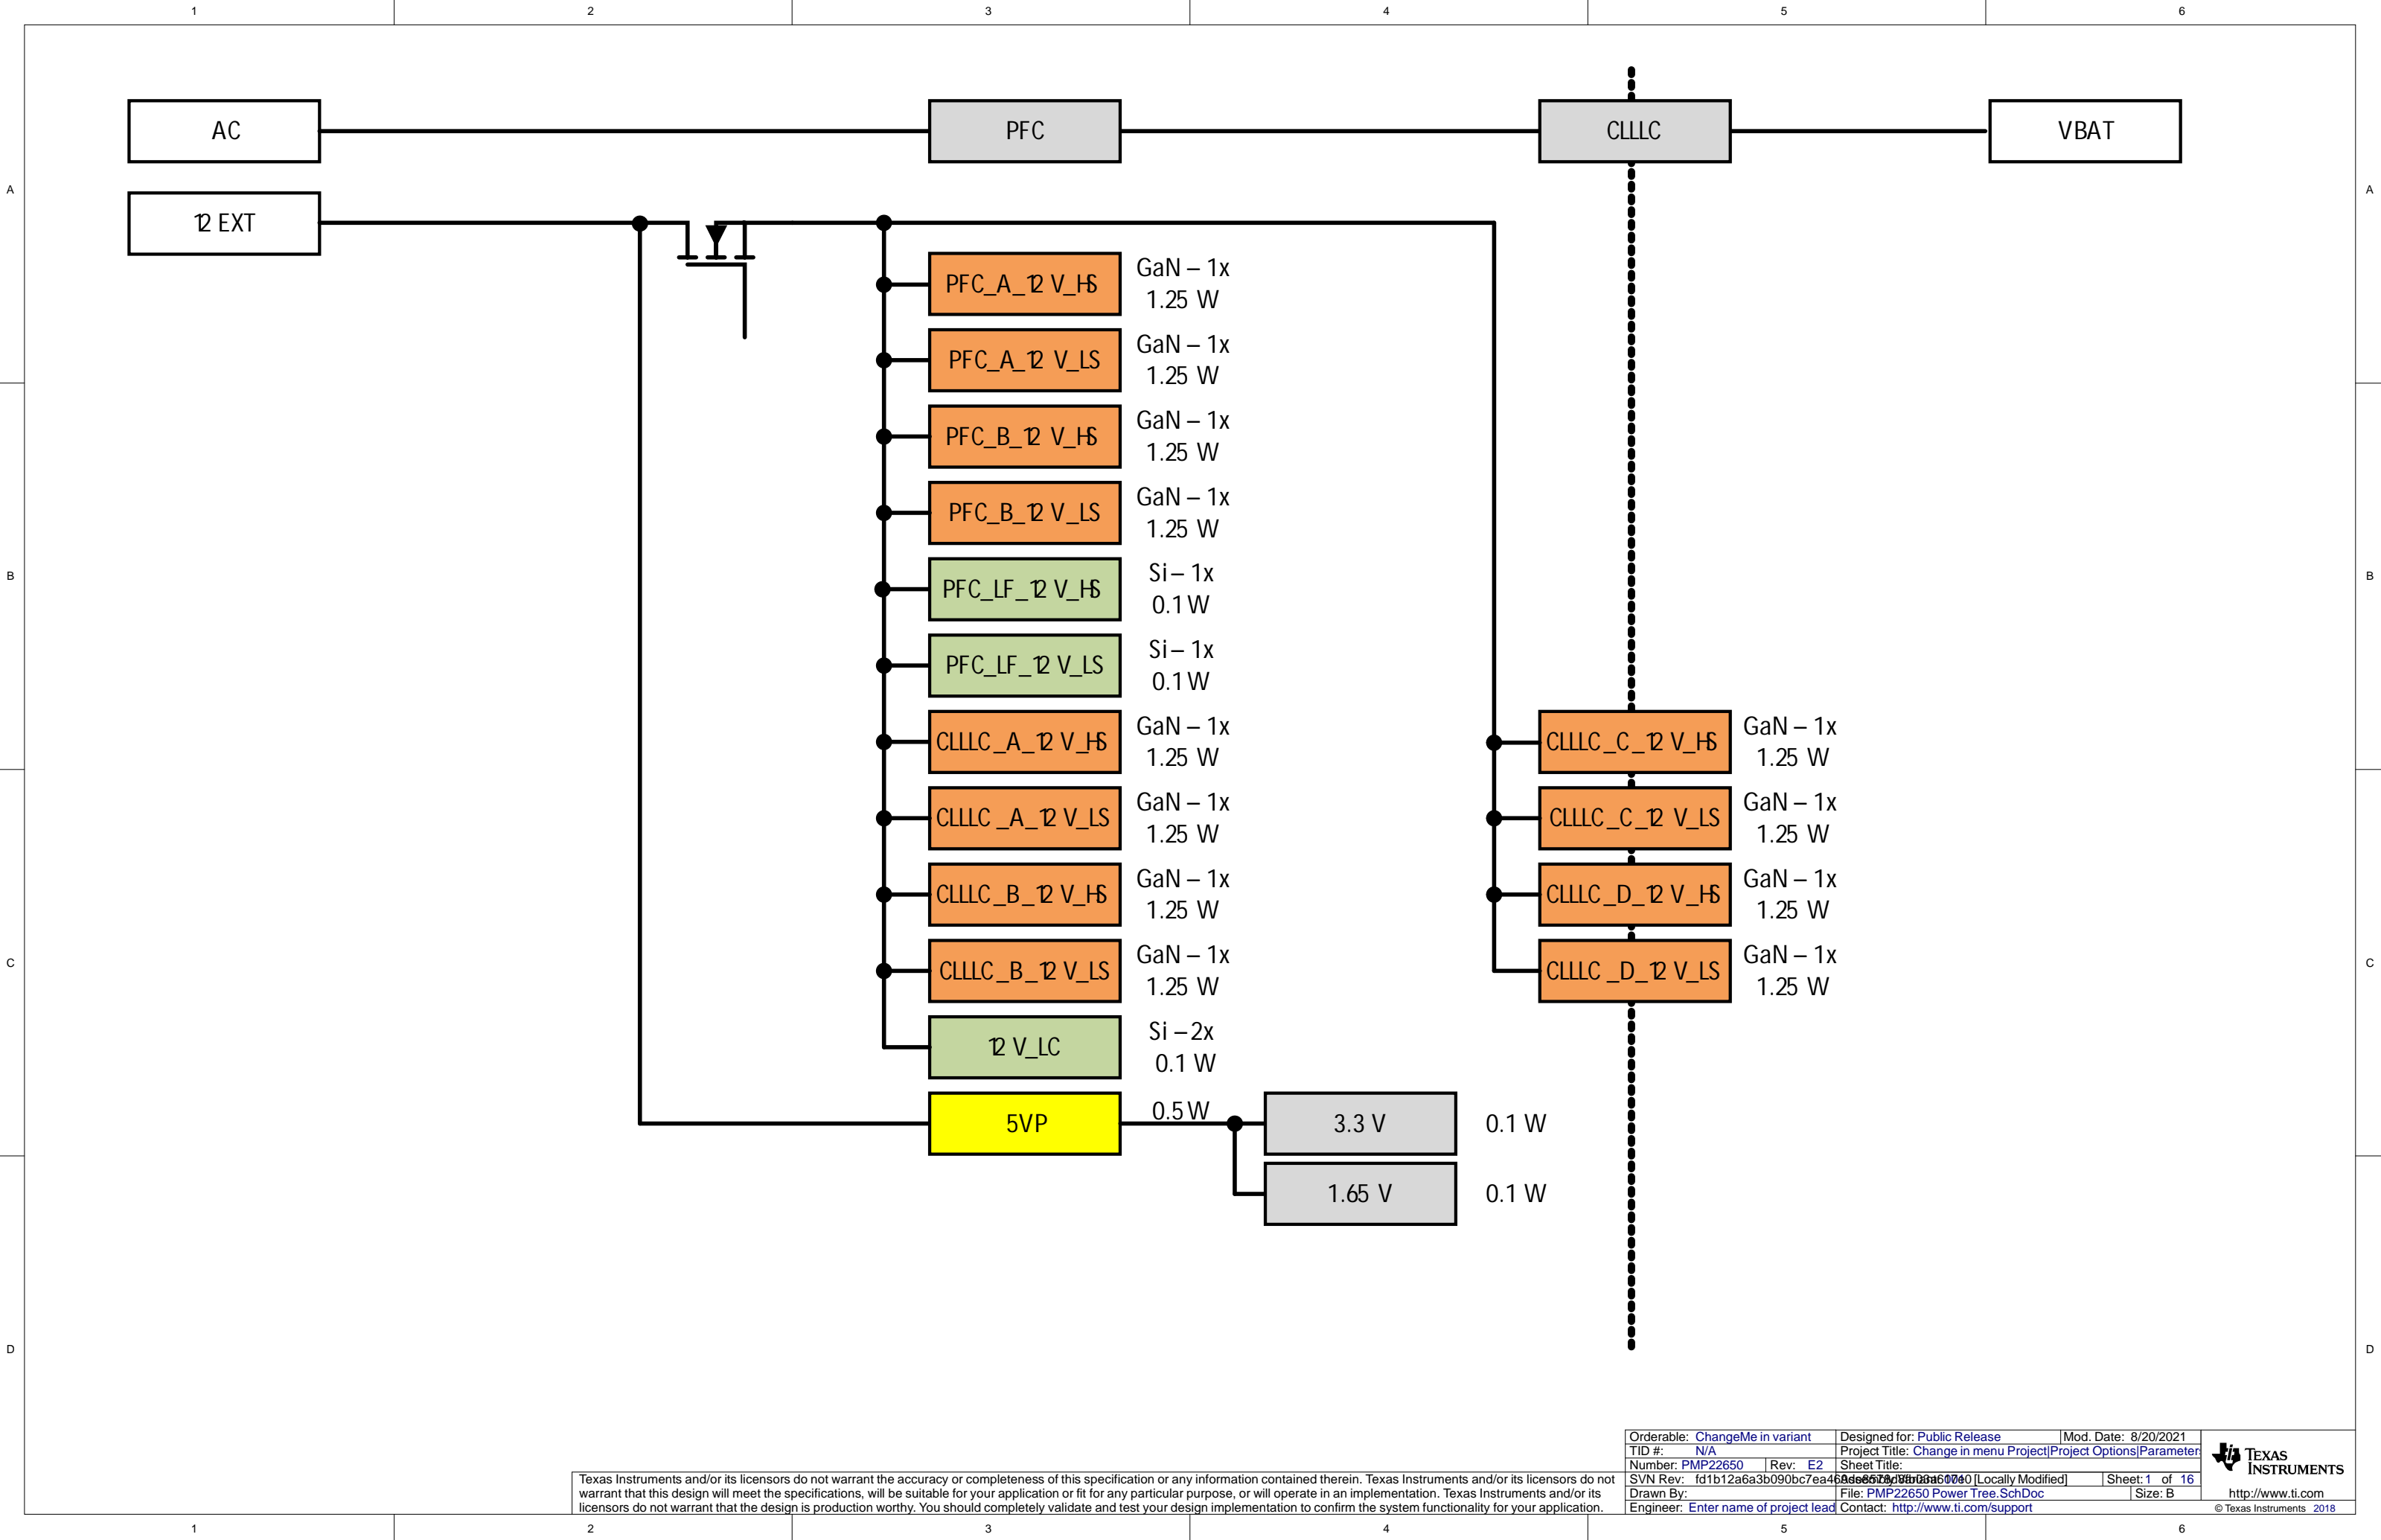 1 2 3 4 5 6
AC PFC CLLLC VBAT
A A
12 EXT
PFC_A_12 V_HS GaN – 1x
1.25 W
PFC_A_12 V_LS GaN – 1x
1.25 W
PFC_B_12 V_HS GaN – 1x
1.25 W
PFC_B_12 V_LS GaN – 1x
1.25 W
B B
PFC_LF_12 V_HS Si – 1x
0.1 W
PFC_LF_12 V_LS Si – 1x
0.1 W
CLLLC_A_12 V_HS GaN – 1x CLLLC_C_12 V_HS GaN – 1x
1.25 W 1.25 W
CLLLC_A_12 V_LS GaN – 1x CLLLC_C_12 V_LS GaN – 1x
1.25 W 1.25 W
CLLLC_B_12 V_HS GaN – 1x CLLLC_D_12 V_HS GaN – 1x
1.25 W 1.25 W
C C
CLLLC_B_12 V_LS GaN – 1x CLLLC_D_12 V_LS GaN – 1x
1.25 W 1.25 W
12 V_LC Si – 2x
0.1 W
5VP 0.5 W 3.3 V 0.1 W
1.65 V 0.1 W
D D
Texas Instruments and/or its licensors do not warrant the accuracy or completeness of this specification or any information contained therein. Texas Instruments and/or its licensors do not
warrant that this design will meet the specifications, will be suitable for your application or fit for any particular purpose, or will operate in an implementation. Texas Instruments and/or its
licensors do not warrant that the design is production worthy. You should completely validate and test your design implementation to confirm the system functionality for your application.
Orderable: ChangeMe in variant Designed for: Public Release Mod. Date: 8/20/2021
TID #: N/A Project Title: Change in menu Project|Project Options|Parameter
Number: PMP22650 Rev: E2 Sheet Title:
SVN Rev: fd1b12a6a3b090bc7ea4 [Locally Modified] Sheet: 1 of 16
Drawn By: File: PMP22650 Power Tree.SchDoc Size: B
Engineer: Enter name of project lead Contact: http://www.ti.com/support
TEXAS INSTRUMENTS
http://www.ti.com
© Texas Instruments 2018
1 2 3 4 5 6